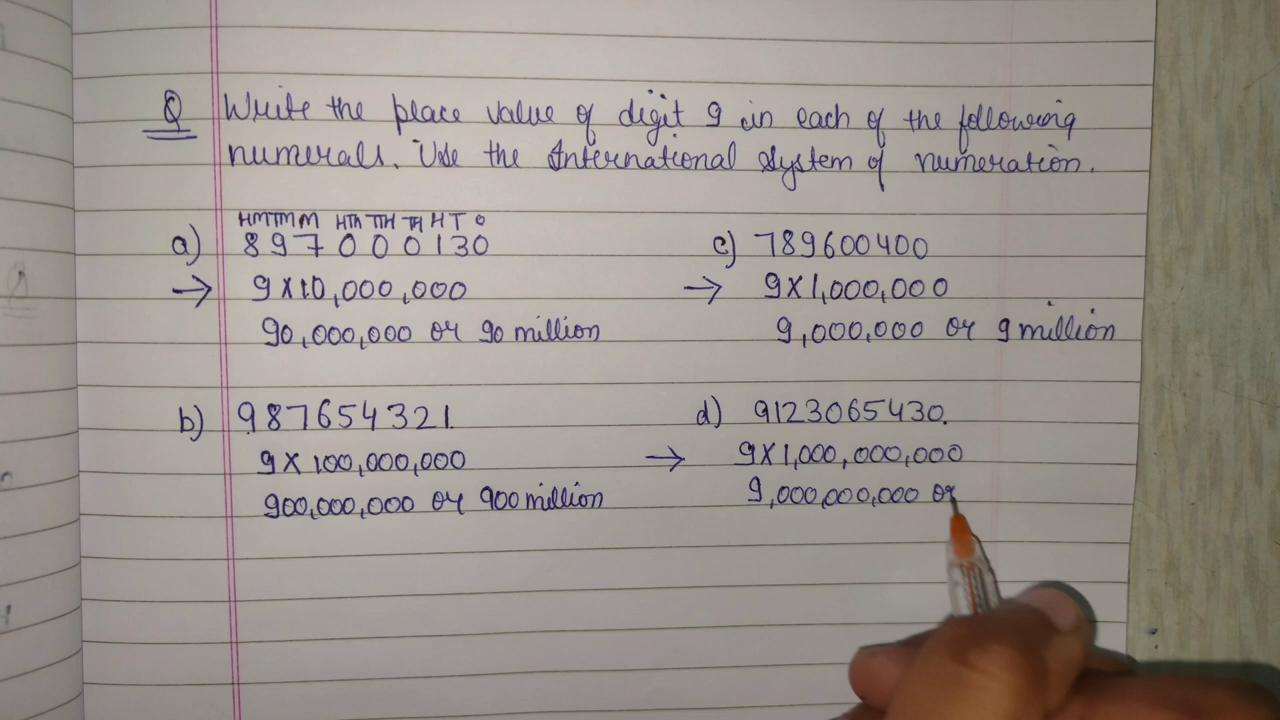 Q Write the place value of digit 9 in each of the following
numerals. Use the International System of numeration.
HM TM M HTh TTH TH H T O
a) 897000130
→ 9×10,000,000
90,000,000 or 90 million
c) 789600400
→ 9×1,000,000
9,000,000 or 9 million
b) 987654321.
9×100,000,000
900,000,000 or 900 million
d) 9123065430.
→ 9×1,000,000,000
9,000,000,000 or